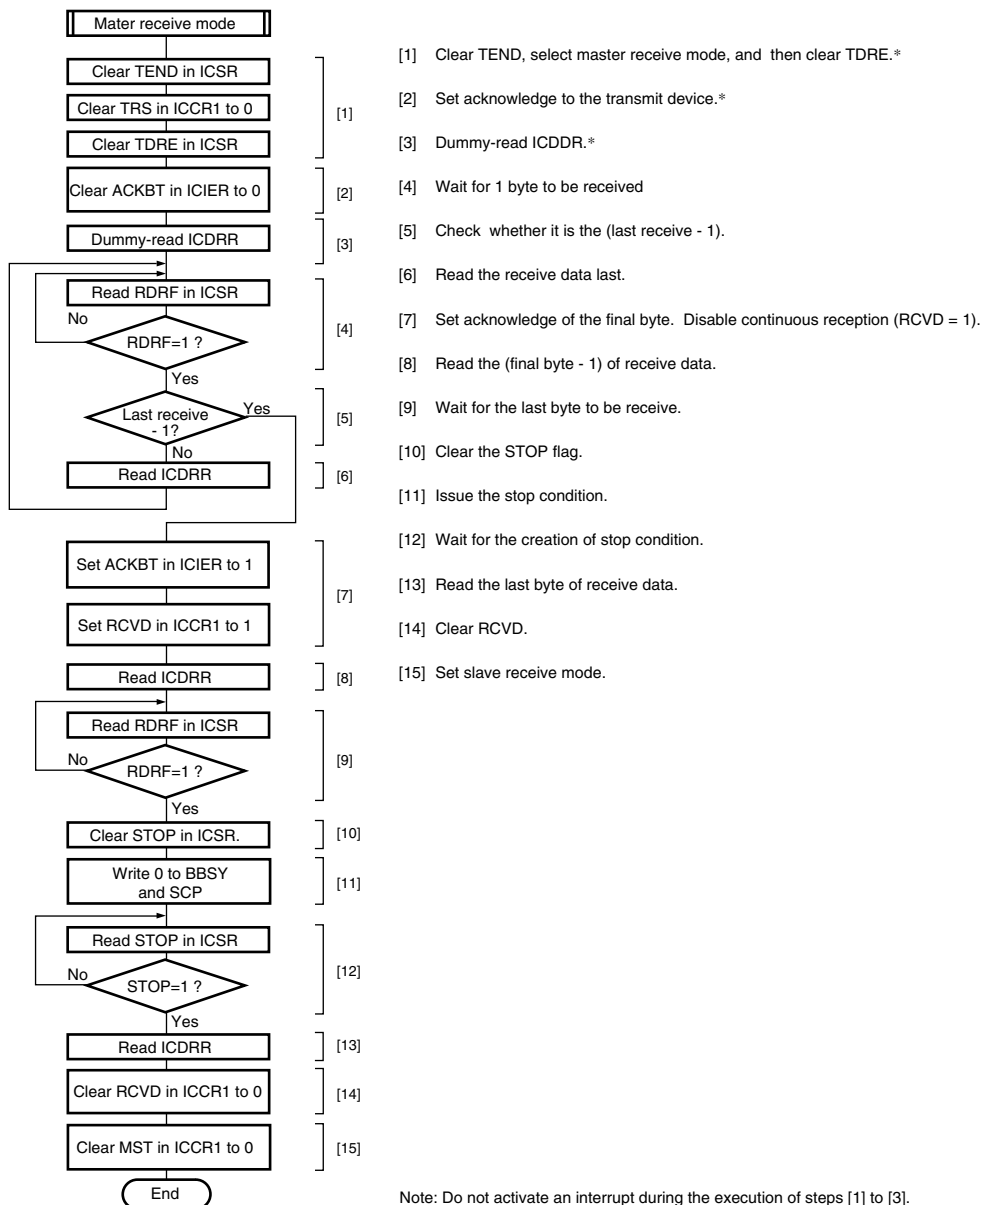 Mater receive mode
Clear TEND in ICSR
Clear TRS in ICCR1 to 0
Clear TDRE in ICSR
[1]
Clear ACKBT in ICIER to 0
[2]
Dummy-read ICDRR
[3]
Read RDRF in ICSR
No
RDRF=1 ?
[4]
Yes
Last receive
- 1?
Yes
[5]
No
Read ICDRR
[6]
Set ACKBT in ICIER to 1
[7]
Set RCVD in ICCR1 to 1
Read ICDRR
[8]
Read RDRF in ICSR
No
RDRF=1 ?
[9]
Yes
Clear STOP in ICSR.
[10]
Write 0 to BBSY
and SCP
[11]
Read STOP in ICSR
No
STOP=1 ?
[12]
Yes
Read ICDRR
[13]
Clear RCVD in ICCR1 to 0
[14]
Clear MST in ICCR1 to 0
[15]
End
[1] Clear TEND, select master receive mode, and then clear TDRE.*
[2] Set acknowledge to the transmit device.*
[3] Dummy-read ICDDR.*
[4] Wait for 1 byte to be received
[5] Check whether it is the (last receive - 1).
[6] Read the receive data last.
[7] Set acknowledge of the final byte. Disable continuous reception (RCVD = 1).
[8] Read the (final byte - 1) of receive data.
[9] Wait for the last byte to be receive.
[10] Clear the STOP flag.
[11] Issue the stop condition.
[12] Wait for the creation of stop condition.
[13] Read the last byte of receive data.
[14] Clear RCVD.
[15] Set slave receive mode.
Note: Do not activate an interrupt during the execution of steps [1] to [3].